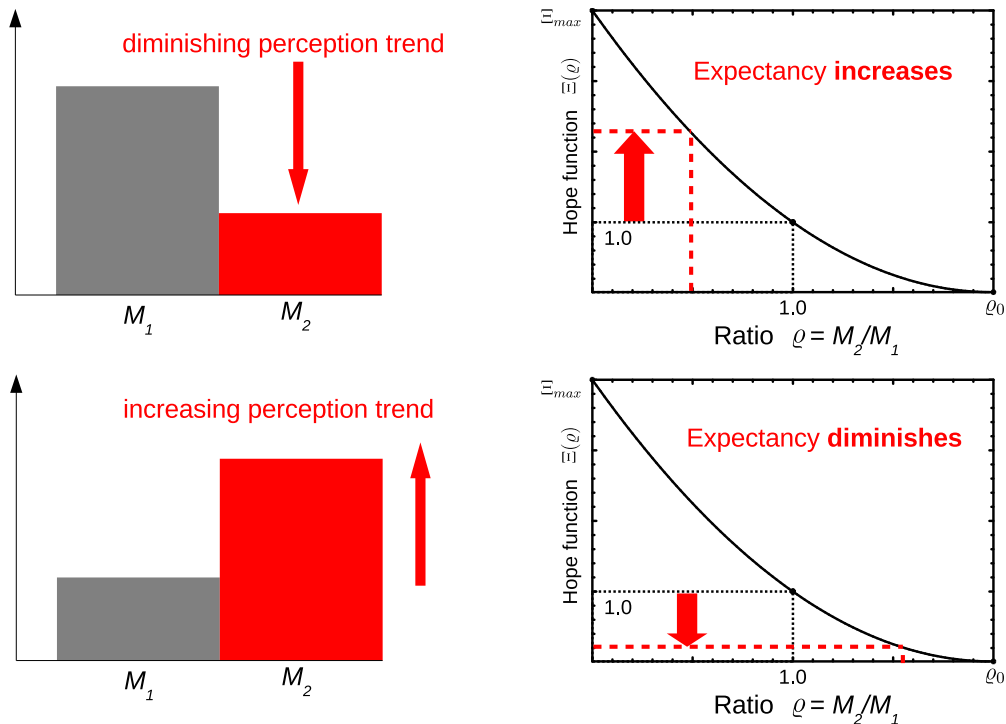 diminishing perception trend
M₁
M₂
Ξmax
Hope function Ξ(ϱ)
Expectancy increases
1.0
1.0
ϱ₀
Ratio ϱ = M₂/M₁
increasing perception trend
M₁
M₂
Ξmax
Hope function Ξ(ϱ)
Expectancy diminishes
1.0
1.0
ϱ₀
Ratio ϱ = M₂/M₁